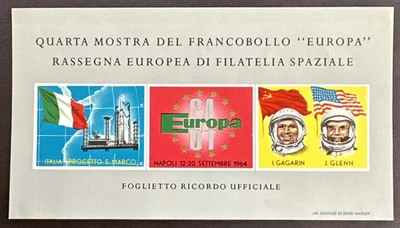 QUARTA MOSTRA DEL FRANCOBOLLO "EUROPA"
RASSEGNA EUROPEA DI FILATELIA SPAZIALE
ITALIA - PROGETTO S. MARCO
64
Europa
NAPOLI 12-20 SETTEMBRE 1964
I. GAGARIN
J. GLENN
FOGLIETTO RICORDO UFFICIALE